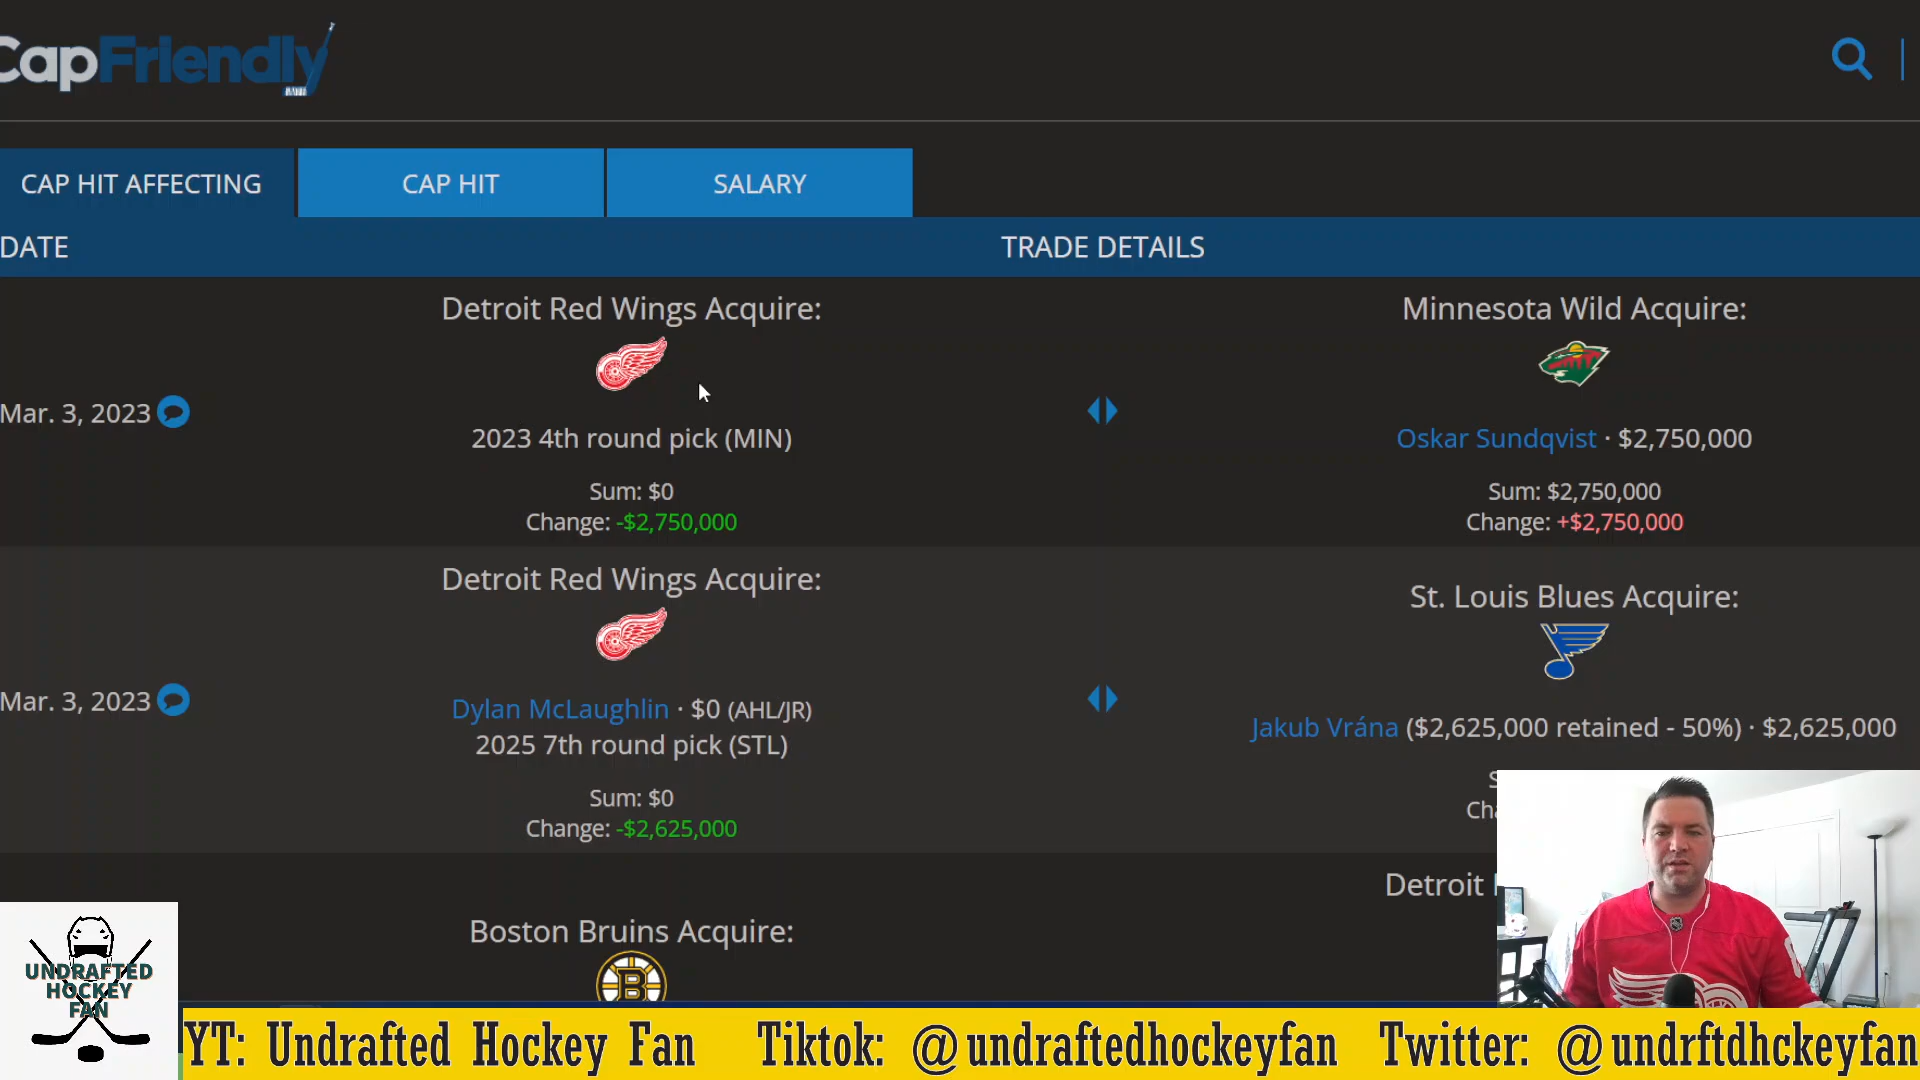 CapFriendly
CAP HIT AFFECTING
CAP HIT
SALARY
DATE
TRADE DETAILS
Detroit Red Wings Acquire:
Minnesota Wild Acquire:
Mar. 3, 2023
2023 4th round pick (MIN)
Oskar Sundqvist · $2,750,000
Sum: $0
Sum: $2,750,000
Change: -$2,750,000
Change: +$2,750,000
Detroit Red Wings Acquire:
St. Louis Blues Acquire:
Mar. 3, 2023
Dylan McLaughlin · $0 (AHL/JR)
2025 7th round pick (STL)
Jakub Vrána ($2,625,000 retained - 50%) · $2,625,000
Sum: $0
Change: -$2,625,000
Detroit
Boston Bruins Acquire:
B
UNDRAFTED
HOCKEY
FAN
YT: Undrafted Hockey Fan Tiktok: @undraftedhockeyfan Twitter: @undrftdhckeyfan